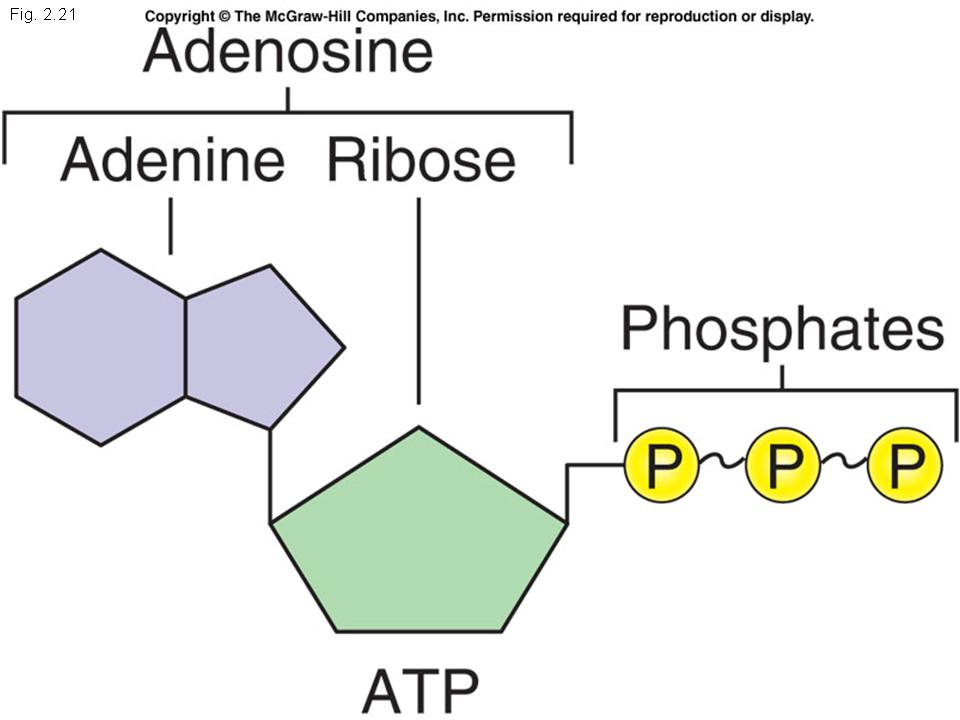 Fig. 2.21
Copyright © The McGraw-Hill Companies, Inc. Permission required for reproduction or display.
Adenosine
Adenine Ribose
Phosphates
P P P
ATP